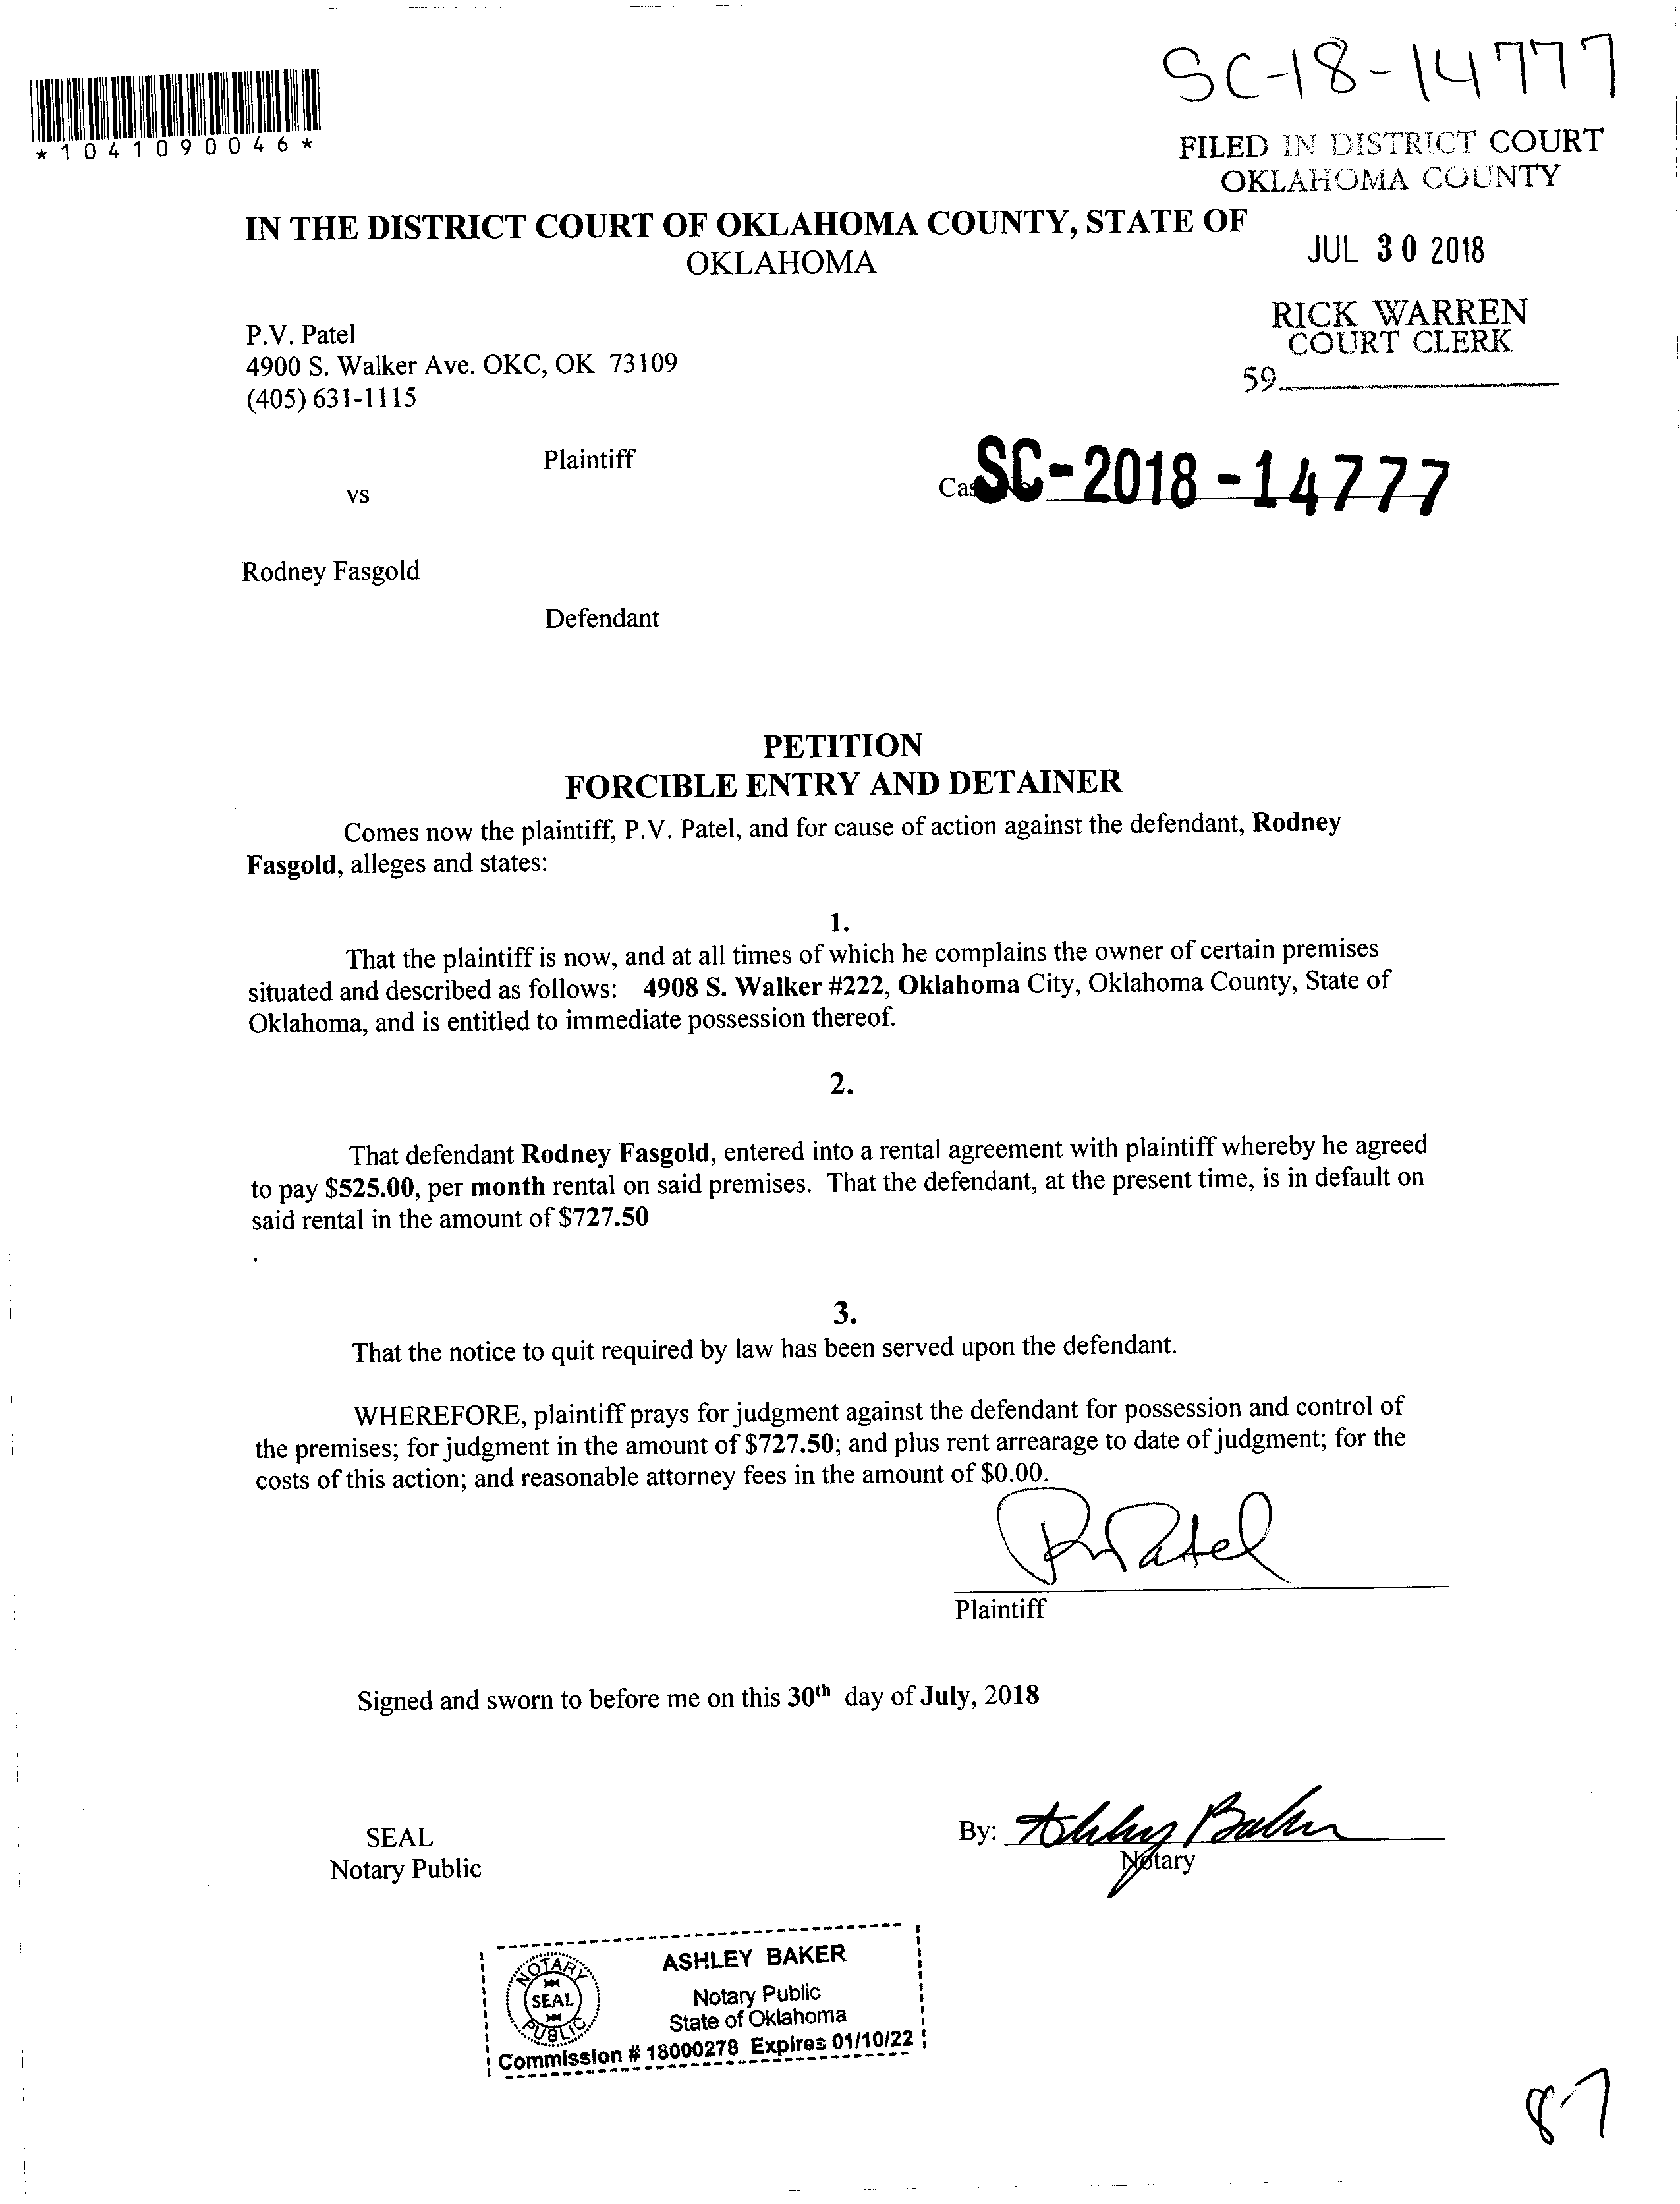 SC-18-14777
*1041090046*
FILED IN DISTRICT COURT
OKLAHOMA COUNTY
IN THE DISTRICT COURT OF OKLAHOMA COUNTY, STATE OF
OKLAHOMA
JUL 30 2018
RICK WARREN
COURT CLERK
59
P.V. Patel
4900 S. Walker Ave. OKC, OK 73109
(405) 631-1115
Plaintiff
vs
SC-2018-14777
Rodney Fasgold
Defendant
PETITION
FORCIBLE ENTRY AND DETAINER
Comes now the plaintiff, P.V. Patel, and for cause of action against the defendant, Rodney
Fasgold, alleges and states:
1.
That the plaintiff is now, and at all times of which he complains the owner of certain premises
situated and described as follows: 4908 S. Walker #222, Oklahoma City, Oklahoma County, State of
Oklahoma, and is entitled to immediate possession thereof.
2.
That defendant Rodney Fasgold, entered into a rental agreement with plaintiff whereby he agreed
to pay $525.00, per month rental on said premises. That the defendant, at the present time, is in default on
said rental in the amount of $727.50
.
3.
That the notice to quit required by law has been served upon the defendant.
WHEREFORE, plaintiff prays for judgment against the defendant for possession and control of
the premises; for judgment in the amount of $727.50; and plus rent arrearage to date of judgment; for the
costs of this action; and reasonable attorney fees in the amount of $0.00.
Patel
Plaintiff
Signed and sworn to before me on this 30th day of July, 2018
SEAL
Notary Public
By: Ashley Baker
Notary
NOTARY
SEAL
PUBLIC
ASHLEY BAKER
Notary Public
State of Oklahoma
Commission # 18000278 Expires 01/10/22
87